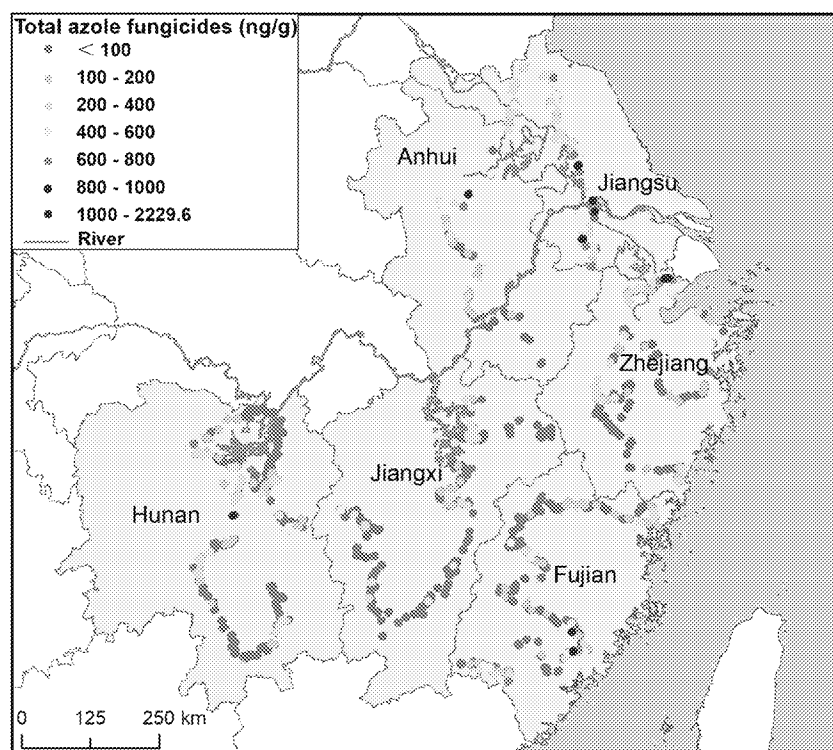 Total azole fungicides (ng/g)
< 100
100 - 200
200 - 400
400 - 600
600 - 800
800 - 1000
1000 - 2229.6
River
Anhui
Jiangsu
Zhejiang
Jiangxi
Hunan
Fujian
0 125 250 km